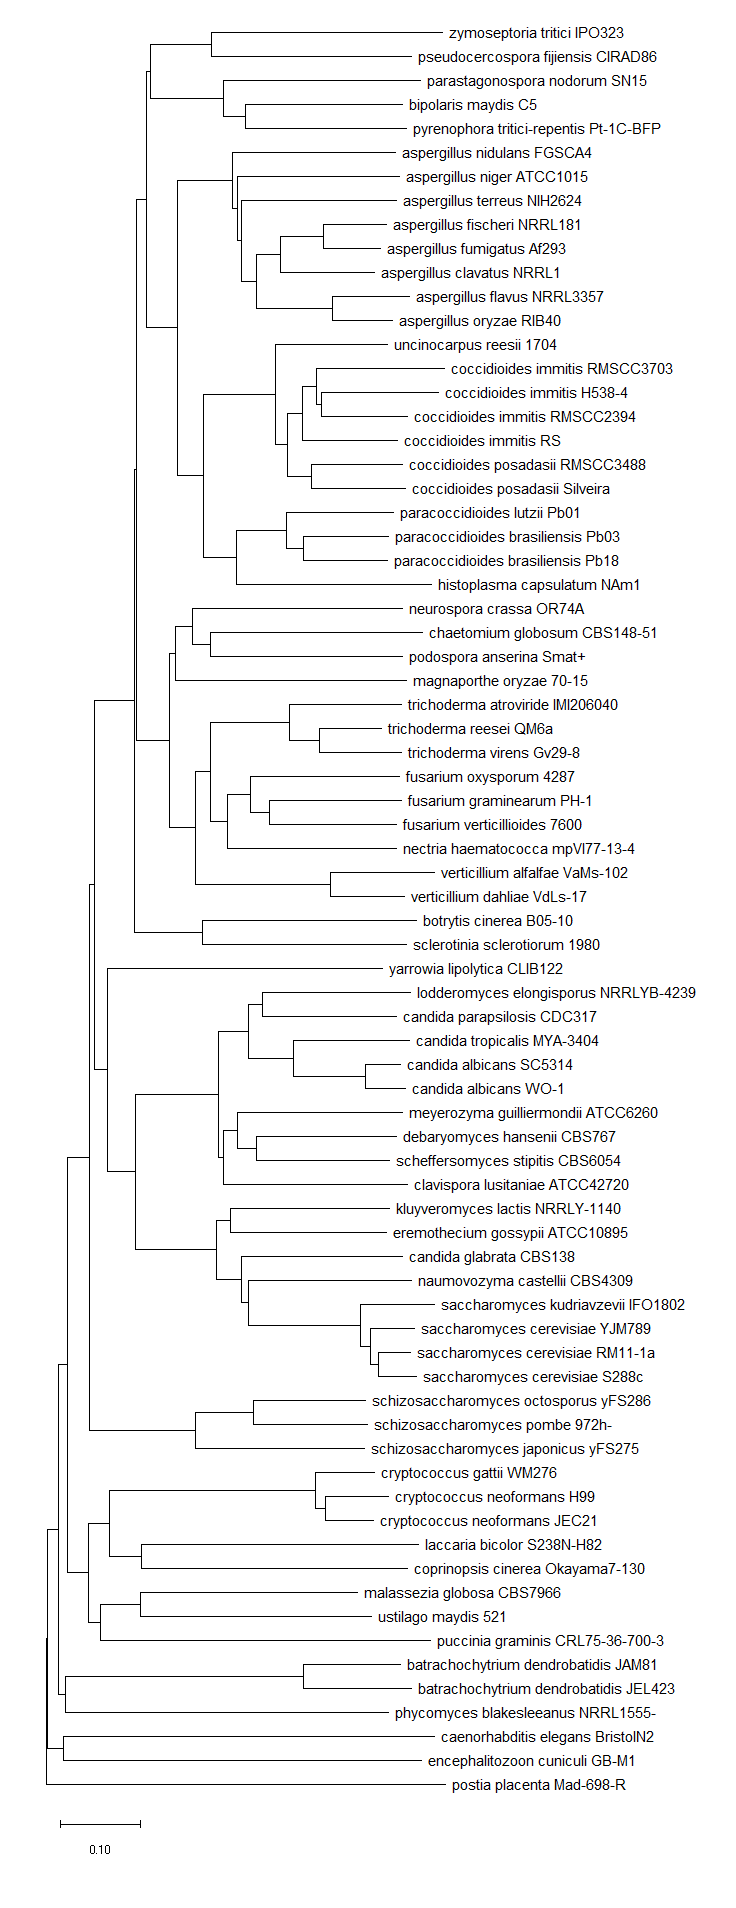 zymoseptoria tritici IPO323
pseudocercospora fijiensis CIRAD86
parastagonospora nodorum SN15
bipolaris maydis C5
pyrenophora tritici-repentis Pt-1C-BFP
aspergillus nidulans FGSCA4
aspergillus niger ATCC1015
aspergillus terreus NIH2624
aspergillus fischeri NRRL181
aspergillus fumigatus Af293
aspergillus clavatus NRRL1
aspergillus flavus NRRL3357
aspergillus oryzae RIB40
uncinocarpus reesii 1704
coccidioides immitis RMSCC3703
coccidioides immitis H538-4
coccidioides immitis RMSCC2394
coccidioides immitis RS
coccidioides posadasii RMSCC3488
coccidioides posadasii Silveira
paracoccidioides lutzii Pb01
paracoccidioides brasiliensis Pb03
paracoccidioides brasiliensis Pb18
histoplasma capsulatum NAm1
neurospora crassa OR74A
chaetomium globosum CBS148-51
podospora anserina Smat+
magnaporthe oryzae 70-15
trichoderma atroviride IMI206040
trichoderma reesei QM6a
trichoderma virens Gv29-8
fusarium oxysporum 4287
fusarium graminearum PH-1
fusarium verticillioides 7600
nectria haematococca mpVI77-13-4
verticillium alfalfae VaMs-102
verticillium dahliae VdLs-17
botrytis cinerea B05-10
sclerotinia sclerotiorum 1980
yarrowia lipolytica CLIB122
lodderomyces elongisporus NRRLYB-4239
candida parapsilosis CDC317
candida tropicalis MYA-3404
candida albicans SC5314
candida albicans WO-1
meyerozyma guilliermondii ATCC6260
debaryomyces hansenii CBS767
scheffersomyces stipitis CBS6054
clavispora lusitaniae ATCC42720
kluyveromyces lactis NRRLY-1140
eremothecium gossypii ATCC10895
candida glabrata CBS138
naumovozyma castellii CBS4309
saccharomyces kudriavzevii IFO1802
saccharomyces cerevisiae YJM789
saccharomyces cerevisiae RM11-1a
saccharomyces cerevisiae S288c
schizosaccharomyces octosporus yFS286
schizosaccharomyces pombe 972h-
schizosaccharomyces japonicus yFS275
cryptococcus gattii WM276
cryptococcus neoformans H99
cryptococcus neoformans JEC21
laccaria bicolor S238N-H82
coprinopsis cinerea Okayama7-130
malassezia globosa CBS7966
ustilago maydis 521
puccinia graminis CRL75-36-700-3
batrachochytrium dendrobatidis JAM81
batrachochytrium dendrobatidis JEL423
phycomyces blakesleeanus NRRL1555-
caenorhabditis elegans BristolN2
encephalitozoon cuniculi GB-M1
postia placenta Mad-698-R
0.10